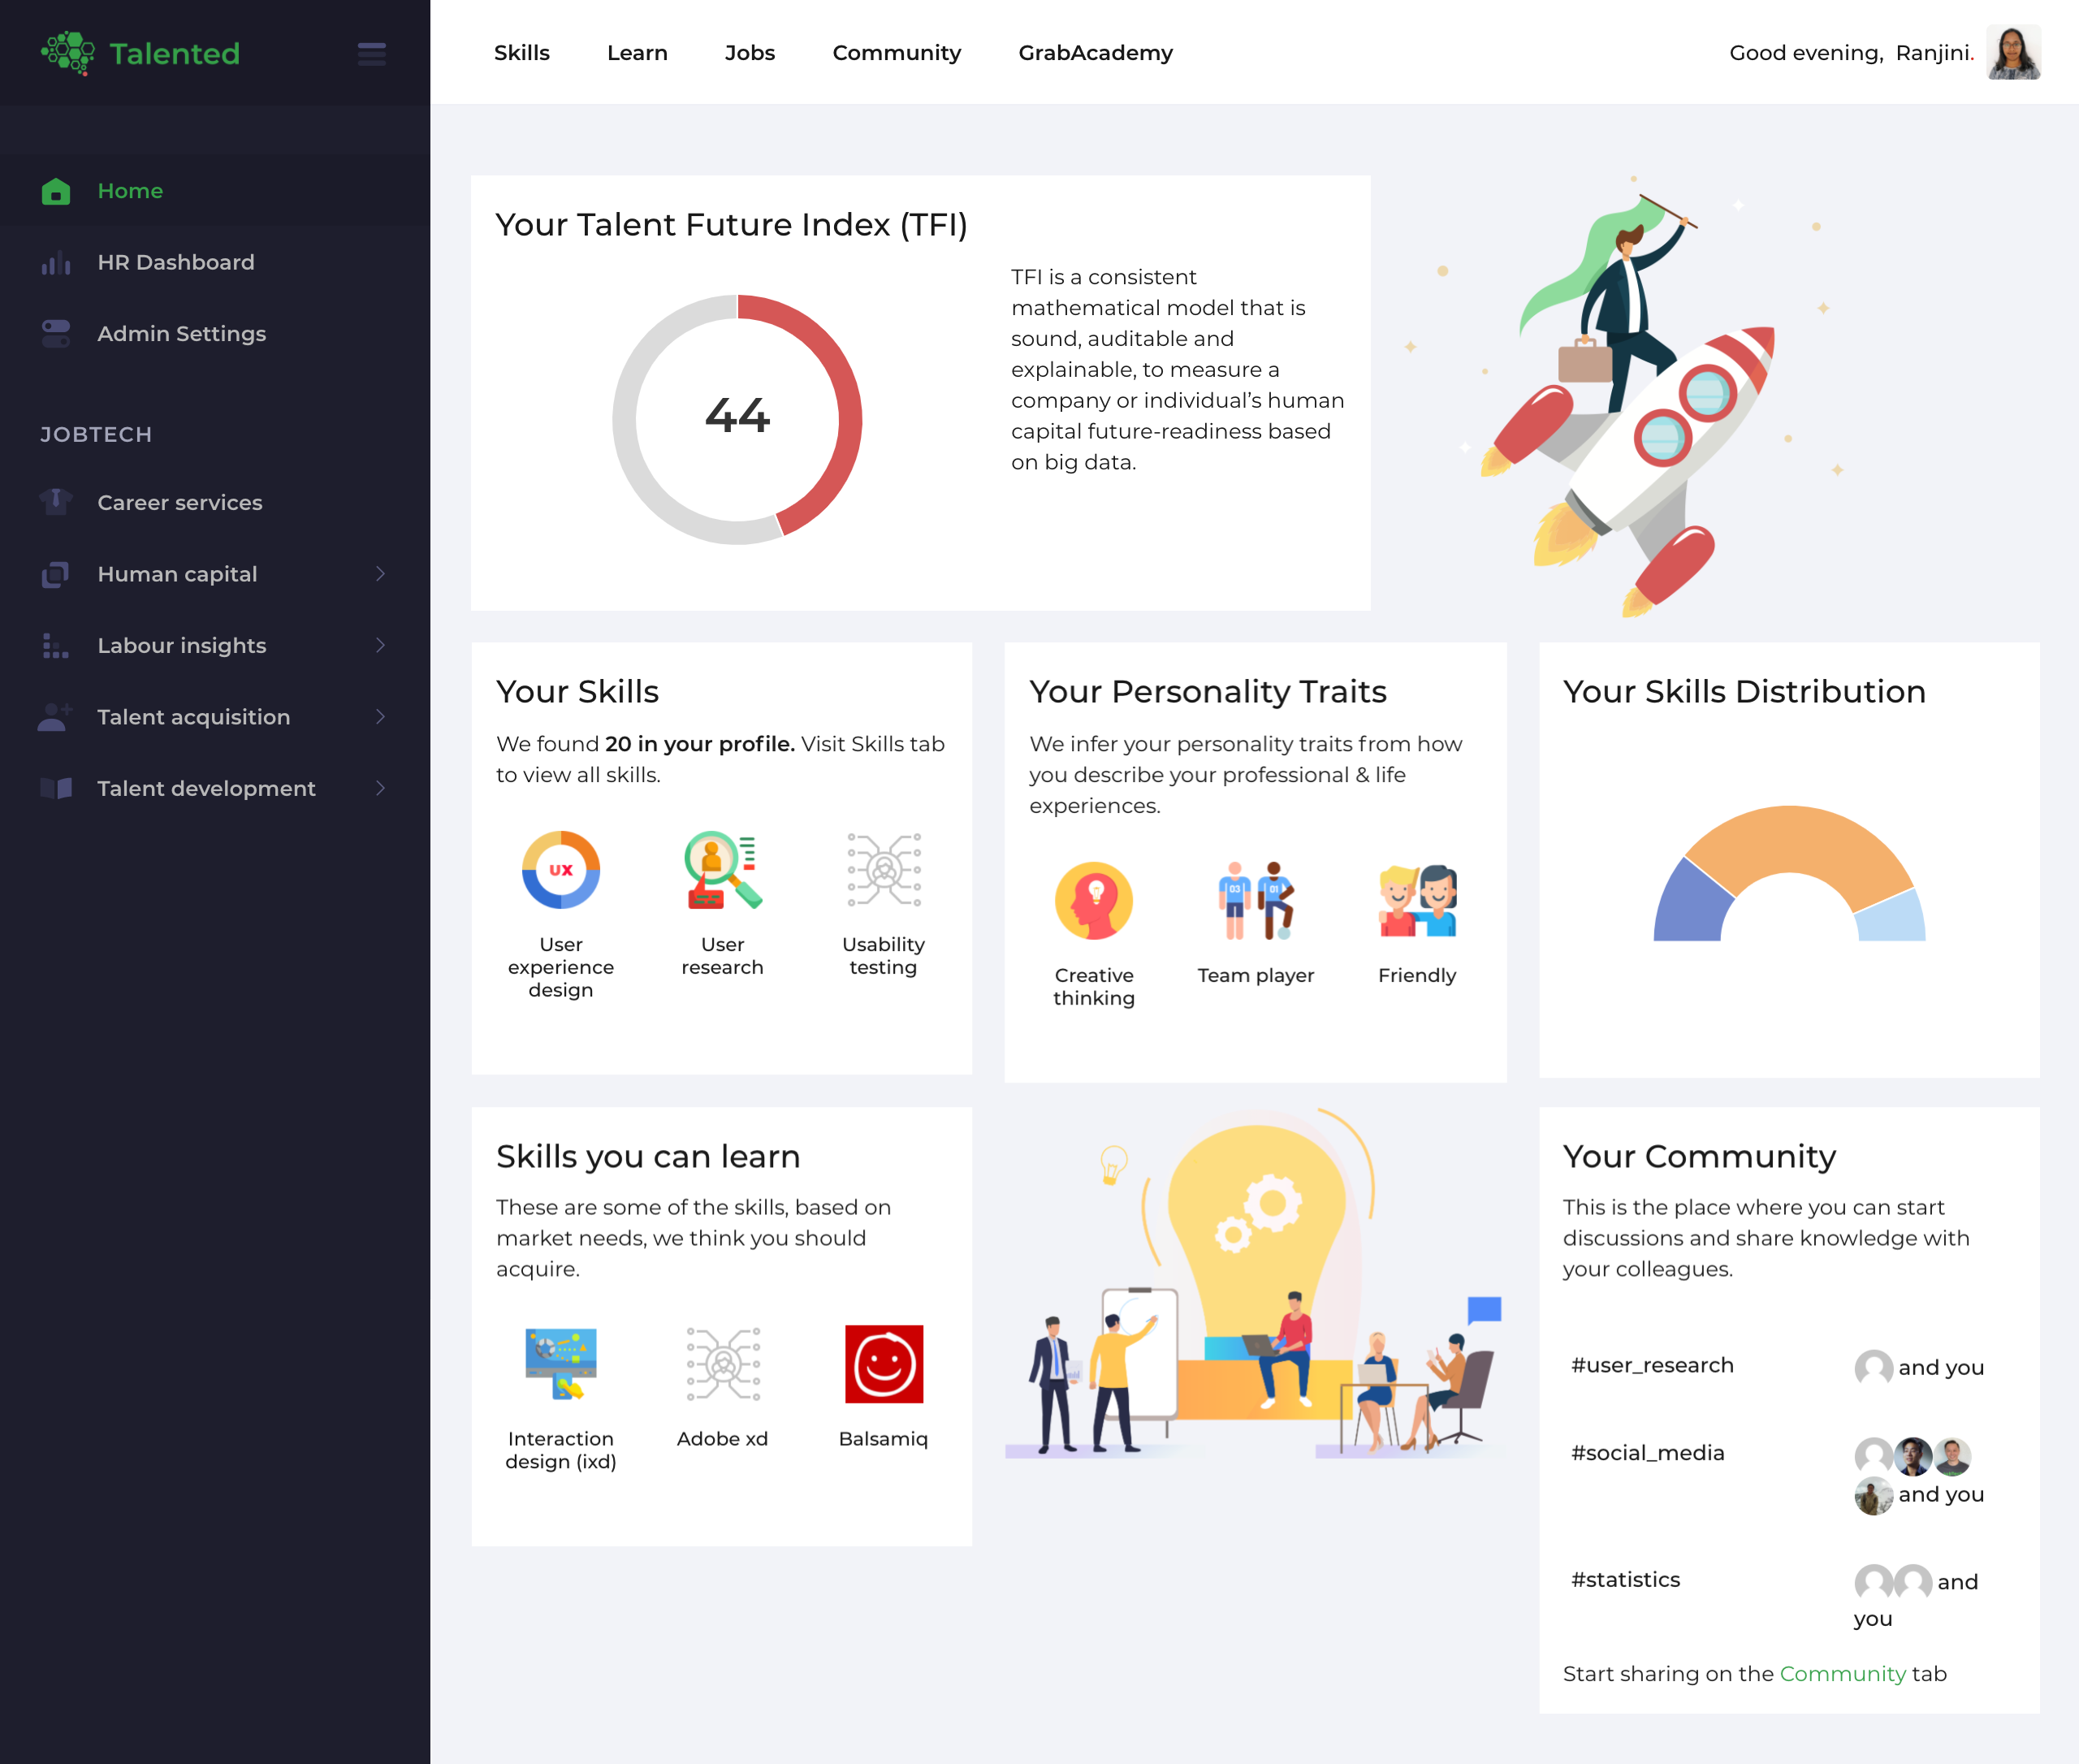 Talented
Skills
Learn
Jobs
Community
GrabAcademy
Good evening, Ranjini.
Home
HR Dashboard
Admin Settings
JOBTECH
Career services
Human capital
Labour insights
Talent acquisition
Talent development
Your Talent Future Index (TFI)
44
TFI is a consistent
mathematical model that is
sound, auditable and
explainable, to measure a
company or individual’s human
capital future-readiness based
on big data.
Your Skills
We found 20 in your profile. Visit Skills tab
to view all skills.
UX
User
experience
design
User
research
Usability
testing
Your Personality Traits
We infer your personality traits from how
you describe your professional & life
experiences.
03
01
Creative
thinking
Team player
Friendly
Your Skills Distribution
Skills you can learn
These are some of the skills, based on
market needs, we think you should
acquire.
Interaction
design (ixd)
Adobe xd
Balsamiq
Your Community
This is the place where you can start
discussions and share knowledge with
your colleagues.
#user_research
and you
#social_media
and you
#statistics
and
you
Start sharing on the Community tab